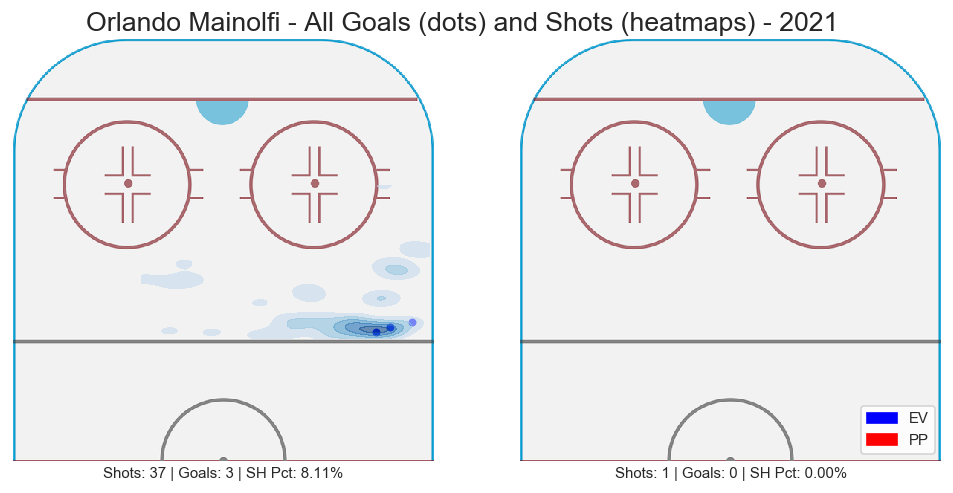 Orlando Mainolfi - All Goals (dots) and Shots (heatmaps) - 2021
EV
PP
Shots: 37 | Goals: 3 | SH Pct: 8.11%
Shots: 1 | Goals: 0 | SH Pct: 0.00%